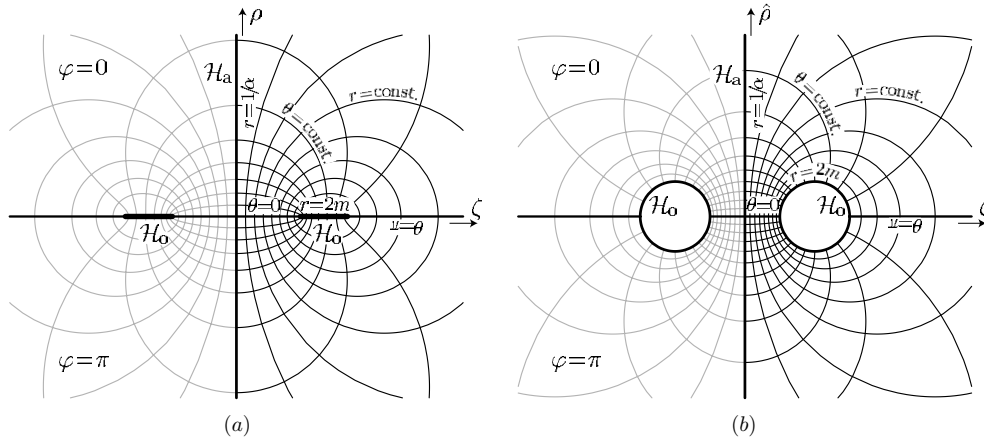 ρ
φ=0
ℋₐ
r=1/α
θ=const.
r=const.
θ=0
r=2m
ℋₒ
ℋₒ
θ=π
ζ
φ=π
(a)
ρ̂
φ=0
ℋₐ
r=1/α
θ=const.
r=const.
r=2m
ℋₒ
θ=0
ℋₒ
θ=π
ζ
φ=π
(b)